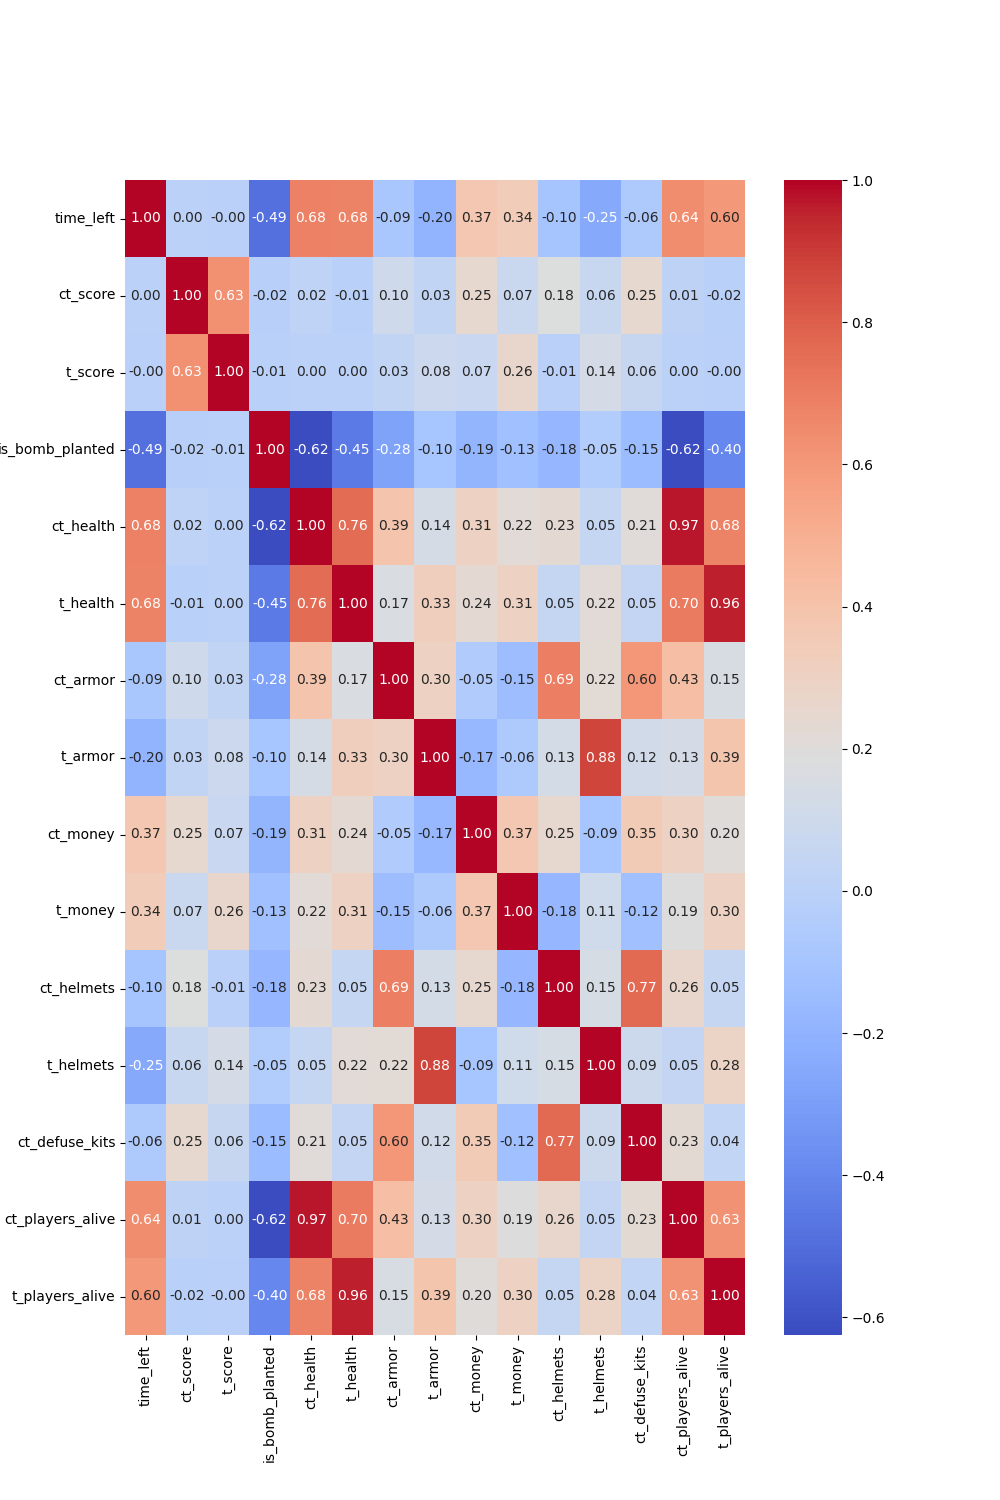 time_left 1.00 0.00 -0.00 -0.49 0.68 0.68 -0.09 -0.20 0.37 0.34 -0.10 -0.25 -0.06 0.64 0.60
ct_score 0.00 1.00 0.63 -0.02 0.02 -0.01 0.10 0.03 0.25 0.07 0.18 0.06 0.25 0.01 -0.02
t_score -0.00 0.63 1.00 -0.01 0.00 0.00 0.03 0.08 0.07 0.26 -0.01 0.14 0.06 0.00 -0.00
is_bomb_planted -0.49 -0.02 -0.01 1.00 -0.62 -0.45 -0.28 -0.10 -0.19 -0.13 -0.18 -0.05 -0.15 -0.62 -0.40
ct_health 0.68 0.02 0.00 -0.62 1.00 0.76 0.39 0.14 0.31 0.22 0.23 0.05 0.21 0.97 0.68
t_health 0.68 -0.01 0.00 -0.45 0.76 1.00 0.17 0.33 0.24 0.31 0.05 0.22 0.05 0.70 0.96
ct_armor -0.09 0.10 0.03 -0.28 0.39 0.17 1.00 0.30 -0.05 -0.15 0.69 0.22 0.60 0.43 0.15
t_armor -0.20 0.03 0.08 -0.10 0.14 0.33 0.30 1.00 -0.17 -0.06 0.13 0.88 0.12 0.13 0.39
ct_money 0.37 0.25 0.07 -0.19 0.31 0.24 -0.05 -0.17 1.00 0.37 0.25 -0.09 0.35 0.30 0.20
t_money 0.34 0.07 0.26 -0.13 0.22 0.31 -0.15 -0.06 0.37 1.00 -0.18 0.11 -0.12 0.19 0.30
ct_helmets -0.10 0.18 -0.01 -0.18 0.23 0.05 0.69 0.13 0.25 -0.18 1.00 0.15 0.77 0.26 0.05
t_helmets -0.25 0.06 0.14 -0.05 0.05 0.22 0.22 0.88 -0.09 0.11 0.15 1.00 0.09 0.05 0.28
ct_defuse_kits -0.06 0.25 0.06 -0.15 0.21 0.05 0.60 0.12 0.35 -0.12 0.77 0.09 1.00 0.23 0.04
ct_players_alive 0.64 0.01 0.00 -0.62 0.97 0.70 0.43 0.13 0.30 0.19 0.26 0.05 0.23 1.00 0.63
t_players_alive 0.60 -0.02 -0.00 -0.40 0.68 0.96 0.15 0.39 0.20 0.30 0.05 0.28 0.04 0.63 1.00
time_left
ct_score
t_score
is_bomb_planted
ct_health
t_health
ct_armor
t_armor
ct_money
t_money
ct_helmets
t_helmets
ct_defuse_kits
ct_players_alive
t_players_alive
1.0
0.8
0.6
0.4
0.2
0.0
−0.2
−0.4
−0.6